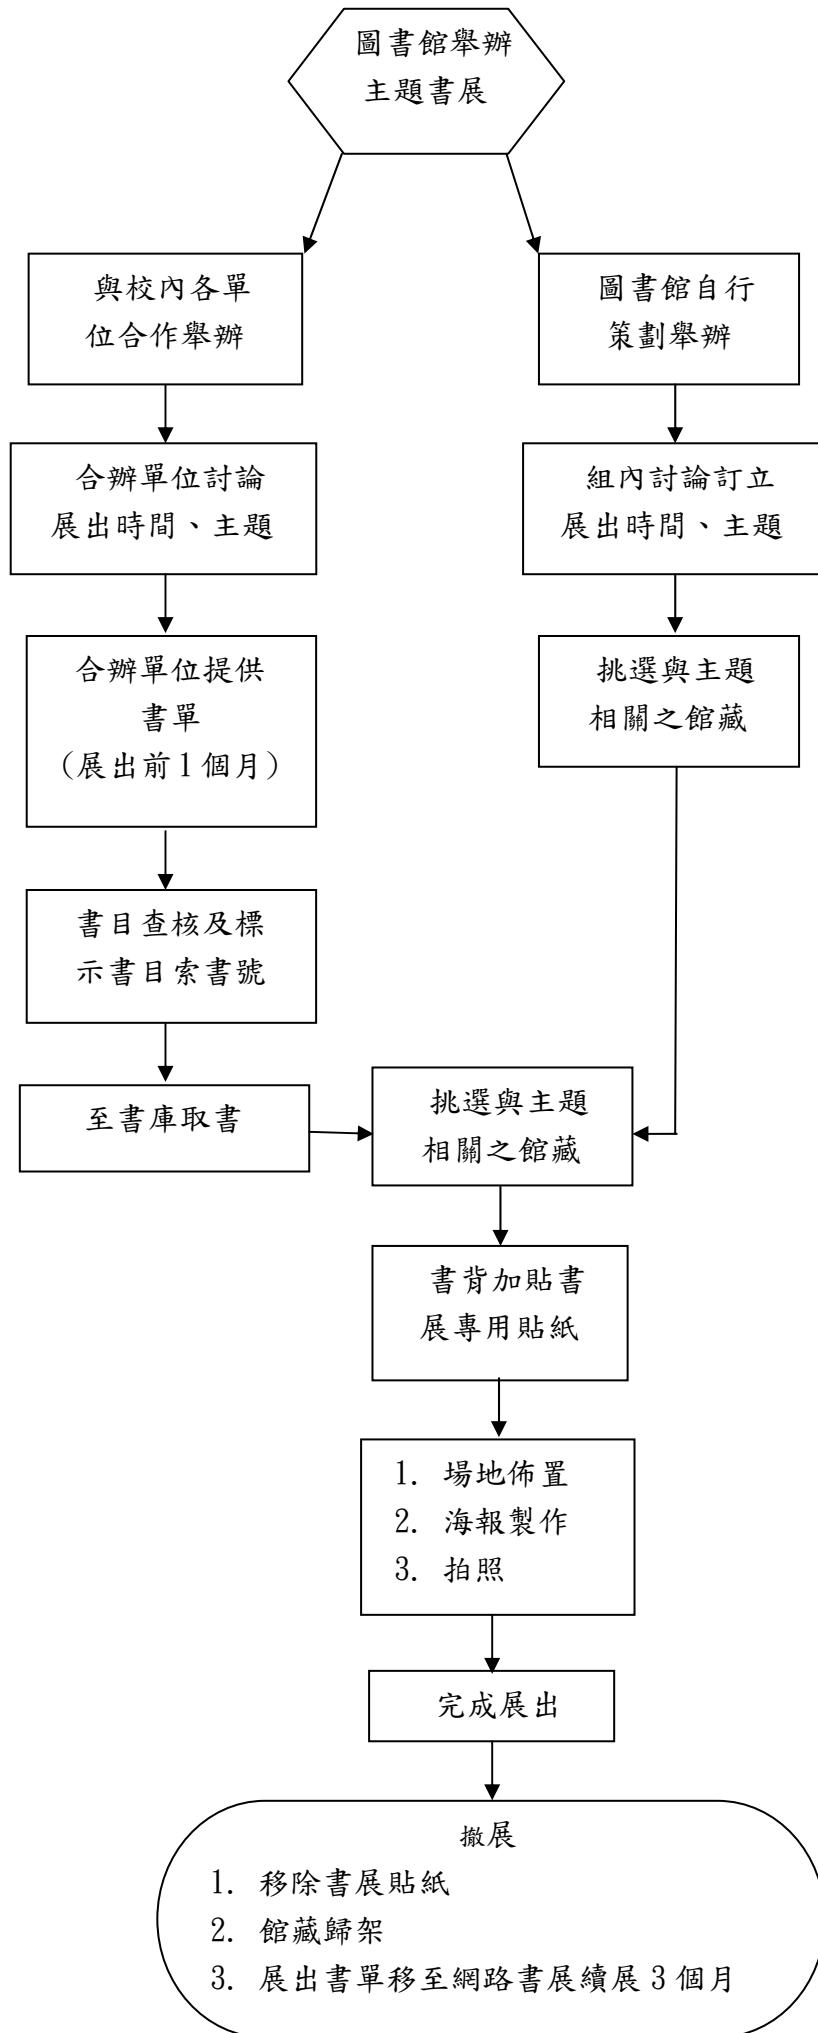 圖書館舉辦
主題書展
與校內各單
位合作舉辦
圖書館自行
策劃舉辦
合辦單位討論
展出時間、主題
組內討論訂立
展出時間、主題
合辦單位提供
書單
(展出前1個月)
挑選與主題
相關之館藏
書目查核及標
示書目索書號
至書庫取書
挑選與主題
相關之館藏
書背加貼書
展專用貼紙
1. 場地佈置
2. 海報製作
3. 拍照
完成展出
撤展
1. 移除書展貼紙
2. 館藏歸架
3. 展出書單移至網路書展續展3個月